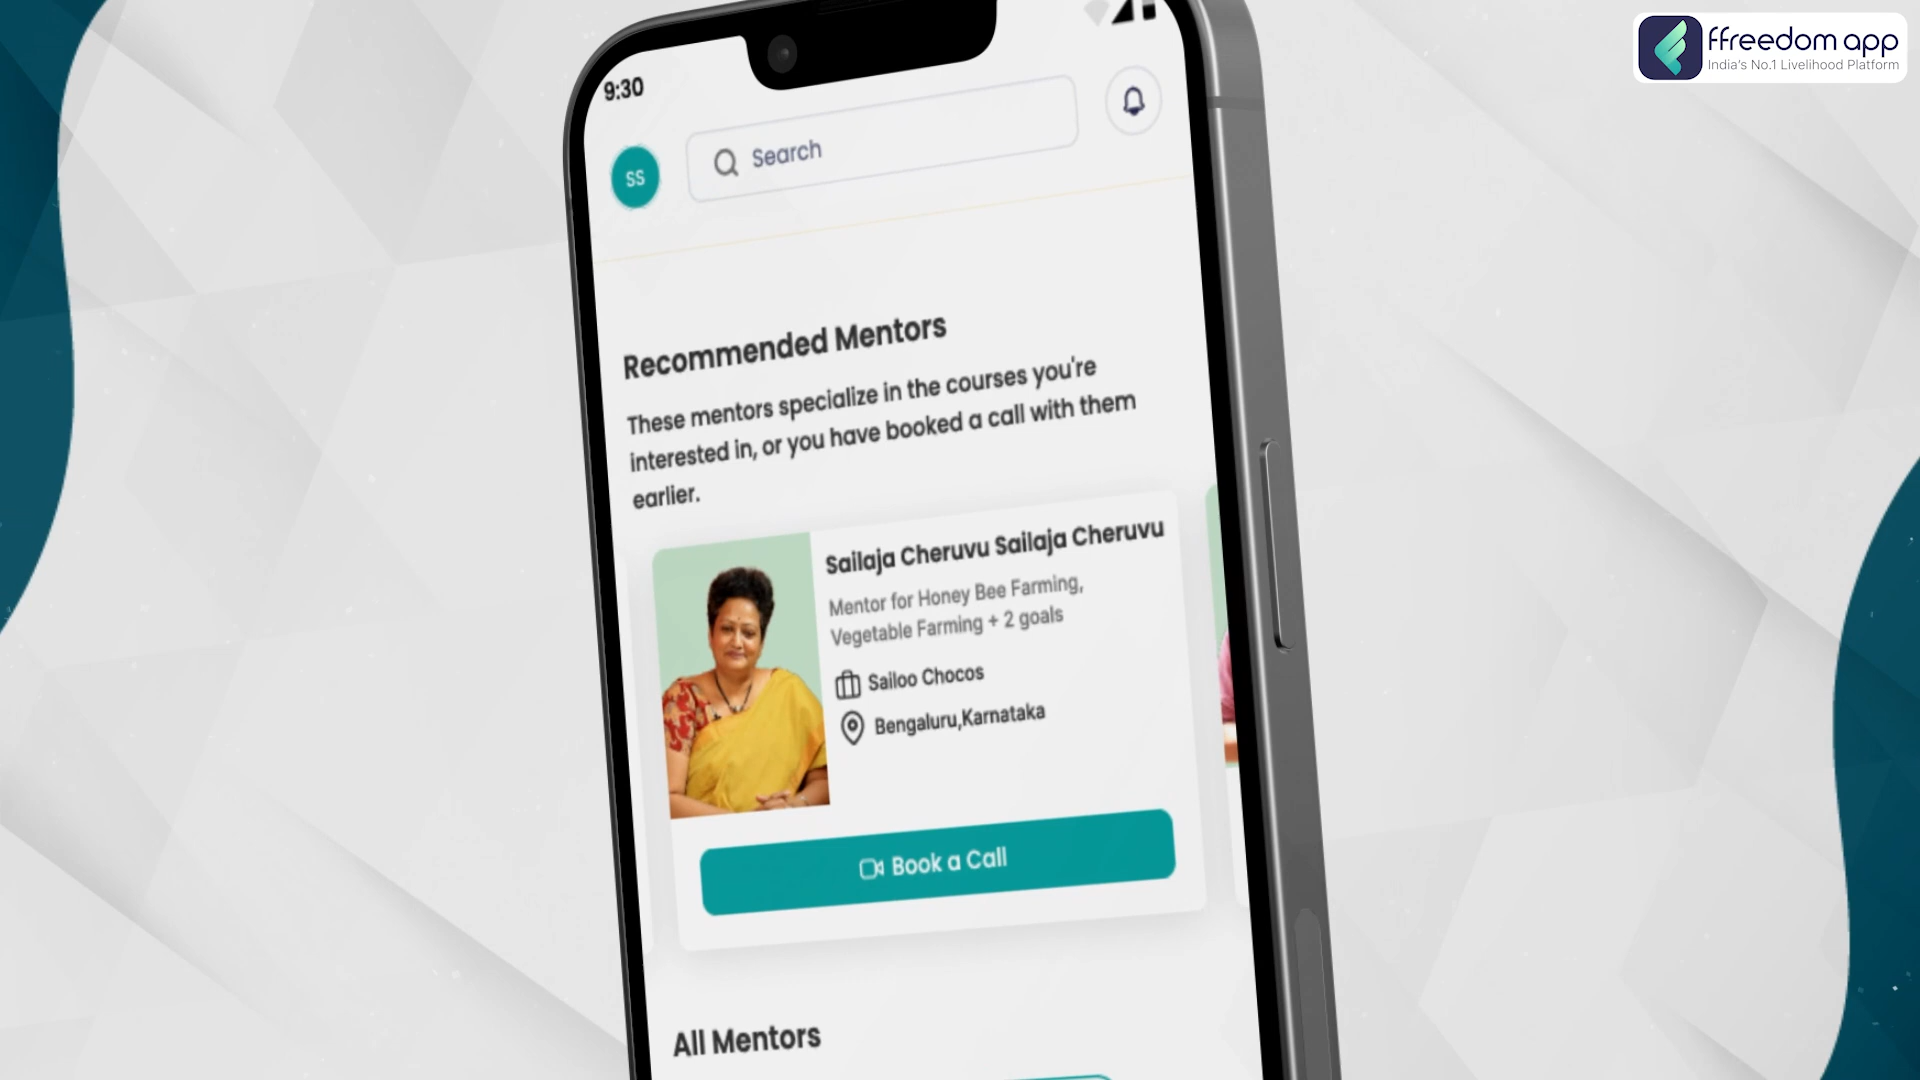 ffreedom app
India's No.1 Livelihood Platform
9:30
SS
Search
Recommended Mentors
These mentors specialize in the courses you're
interested in, or you have booked a call with them
earlier.
Sailaja Cheruvu Sailaja Cheruvu
Mentor for Honey Bee Farming,
Vegetable Farming + 2 goals
Sailoo Chocos
Bengaluru,Karnataka
Book a Call
All Mentors